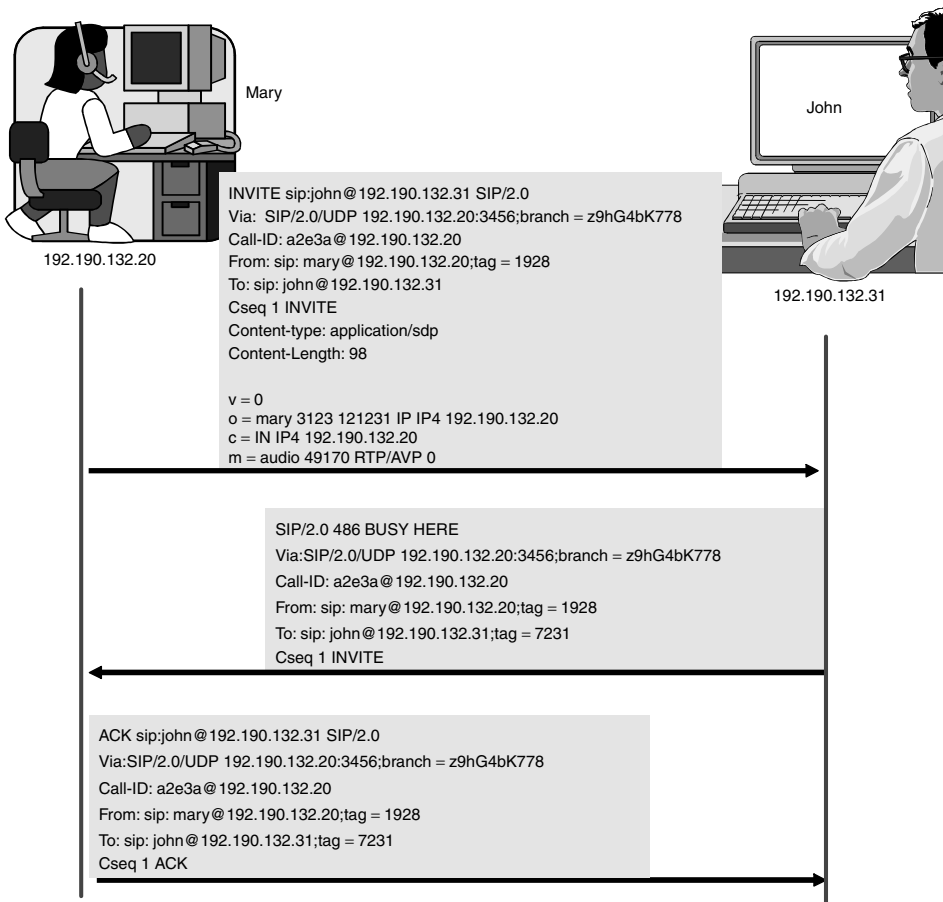 Mary
John
192.190.132.20
192.190.132.31
INVITE sip:john@192.190.132.31 SIP/2.0
Via: SIP/2.0/UDP 192.190.132.20:3456;branch = z9hG4bK778
Call-ID: a2e3a@192.190.132.20
From: sip: mary@192.190.132.20;tag = 1928
To: sip: john@192.190.132.31
Cseq 1 INVITE
Content-type: application/sdp
Content-Length: 98
v = 0
o = mary 3123 121231 IP IP4 192.190.132.20
c = IN IP4 192.190.132.20
m = audio 49170 RTP/AVP 0
SIP/2.0 486 BUSY HERE
Via:SIP/2.0/UDP 192.190.132.20:3456;branch = z9hG4bK778
Call-ID: a2e3a@192.190.132.20
From: sip: mary@192.190.132.20;tag = 1928
To: sip: john@192.190.132.31;tag = 7231
Cseq 1 INVITE
ACK sip:john@192.190.132.31 SIP/2.0
Via:SIP/2.0/UDP 192.190.132.20:3456;branch = z9hG4bK778
Call-ID: a2e3a@192.190.132.20
From: sip: mary@192.190.132.20;tag = 1928
To: sip: john@192.190.132.31;tag = 7231
Cseq 1 ACK